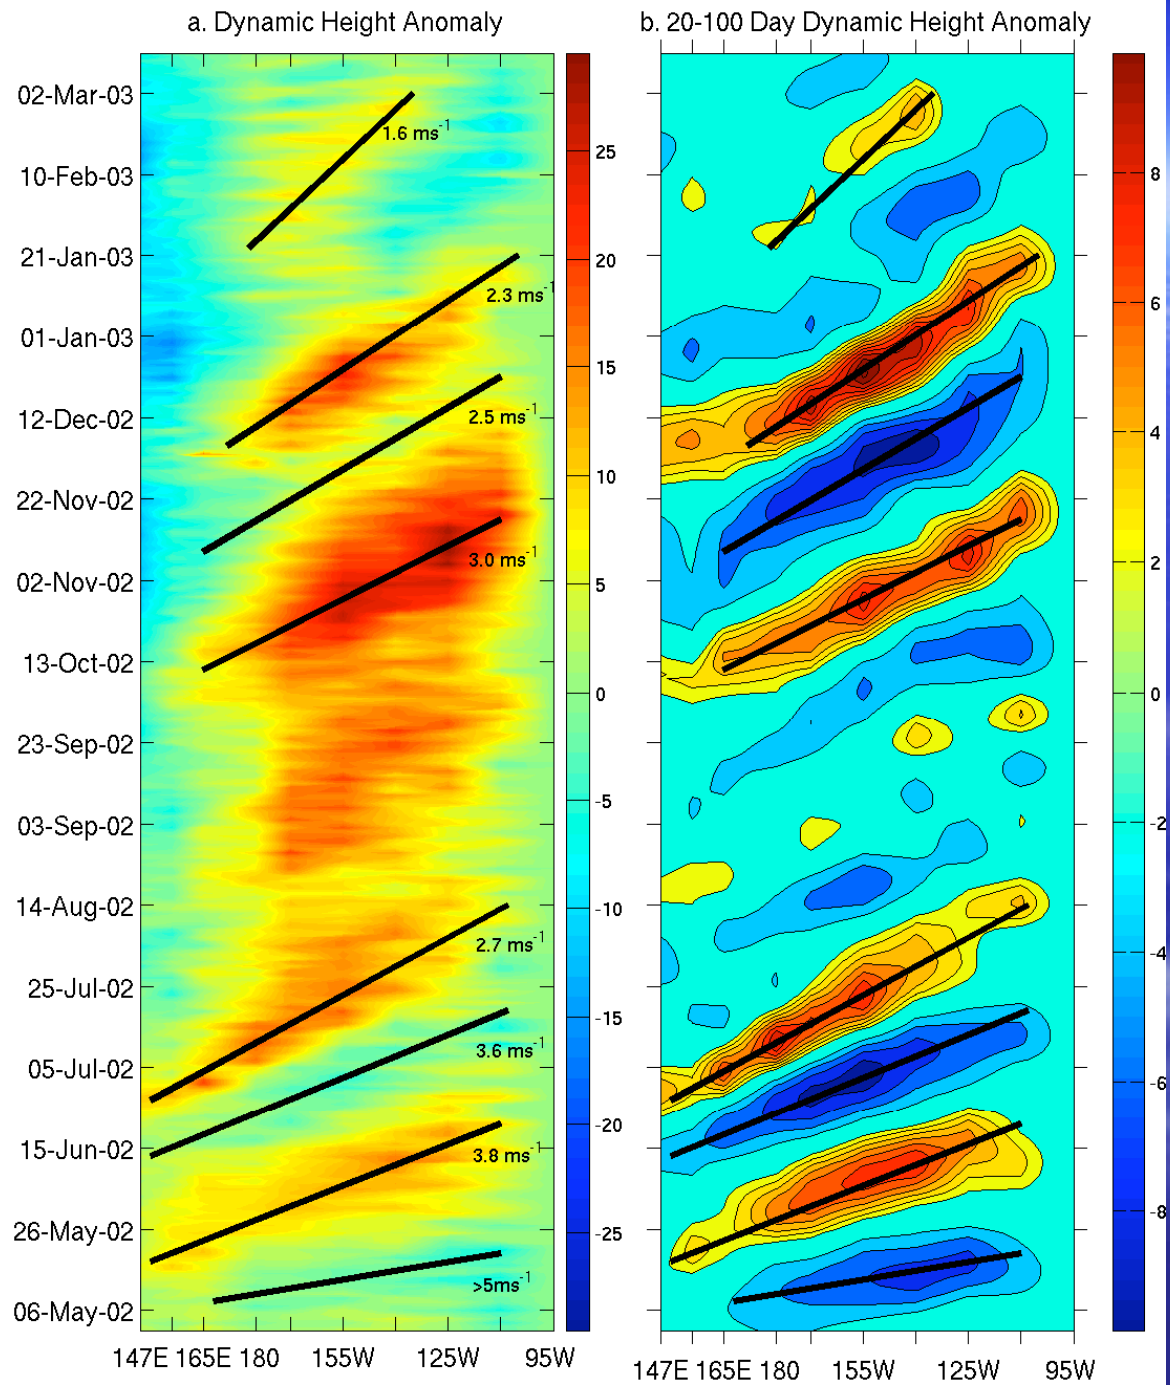 a. Dynamic Height Anomaly
b. 20-100 Day Dynamic Height Anomaly
02-Mar-03
10-Feb-03
21-Jan-03
01-Jan-03
12-Dec-02
22-Nov-02
02-Nov-02
13-Oct-02
23-Sep-02
03-Sep-02
14-Aug-02
25-Jul-02
05-Jul-02
15-Jun-02
26-May-02
06-May-02
1.6 ms⁻¹
2.3 ms⁻¹
2.5 ms⁻¹
3.0 ms⁻¹
2.7 ms⁻¹
3.6 ms⁻¹
3.8 ms⁻¹
>5ms⁻¹
147E 165E 180 155W 125W 95W
25
20
15
10
5
0
-5
-10
-15
-20
-25
147E 165E 180 155W 125W 95W
8
6
4
2
0
-2
-4
-6
-8